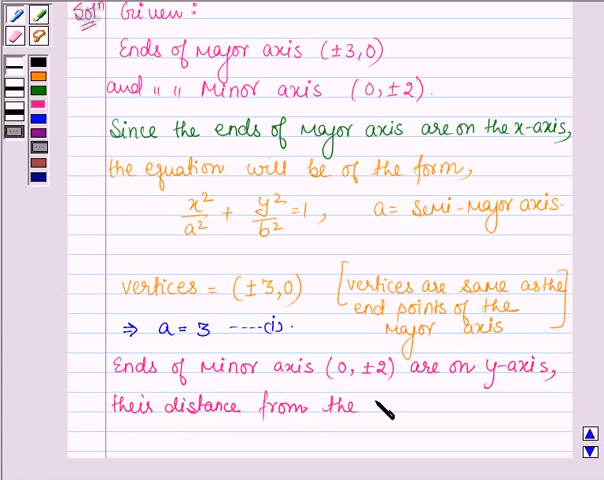 Solⁿ Given:
Ends of Major axis (±3,0)
and " " Minor axis (0,±2).
Since the ends of Major axis are on the x-axis,
the equation will be of the form,
x²/a² + y²/b² = 1, a = semi-Major axis.
vertices = (±3,0) [vertices are same as the
end points of the
Major axis]
⇒ a = 3 ----(i).
Ends of Minor axis (0,±2) are on y-axis,
their distance from the